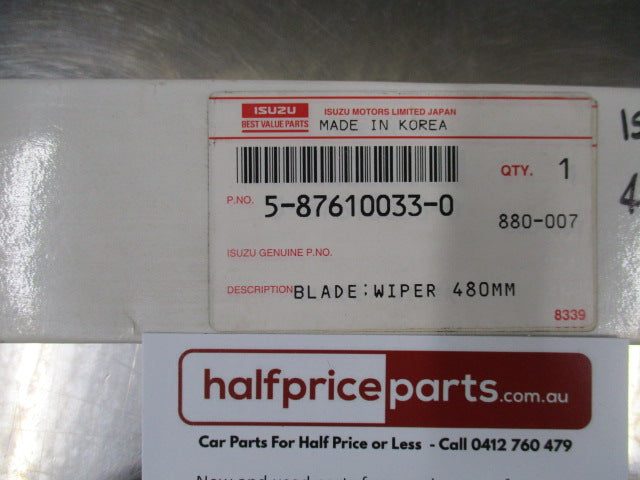 ISUZU
BEST VALUE PARTS
ISUZU MOTORS LIMITED JAPAN
MADE IN KOREA
QTY. 1
P.NO. 5-87610033-0
880-007
ISUZU GENUINE P.NO.
DESCRIPTION BLADE:WIPER 480MM
8339
IS
4
halfpriceparts.com.au
Car Parts For Half Price or Less - Call 0412 760 479